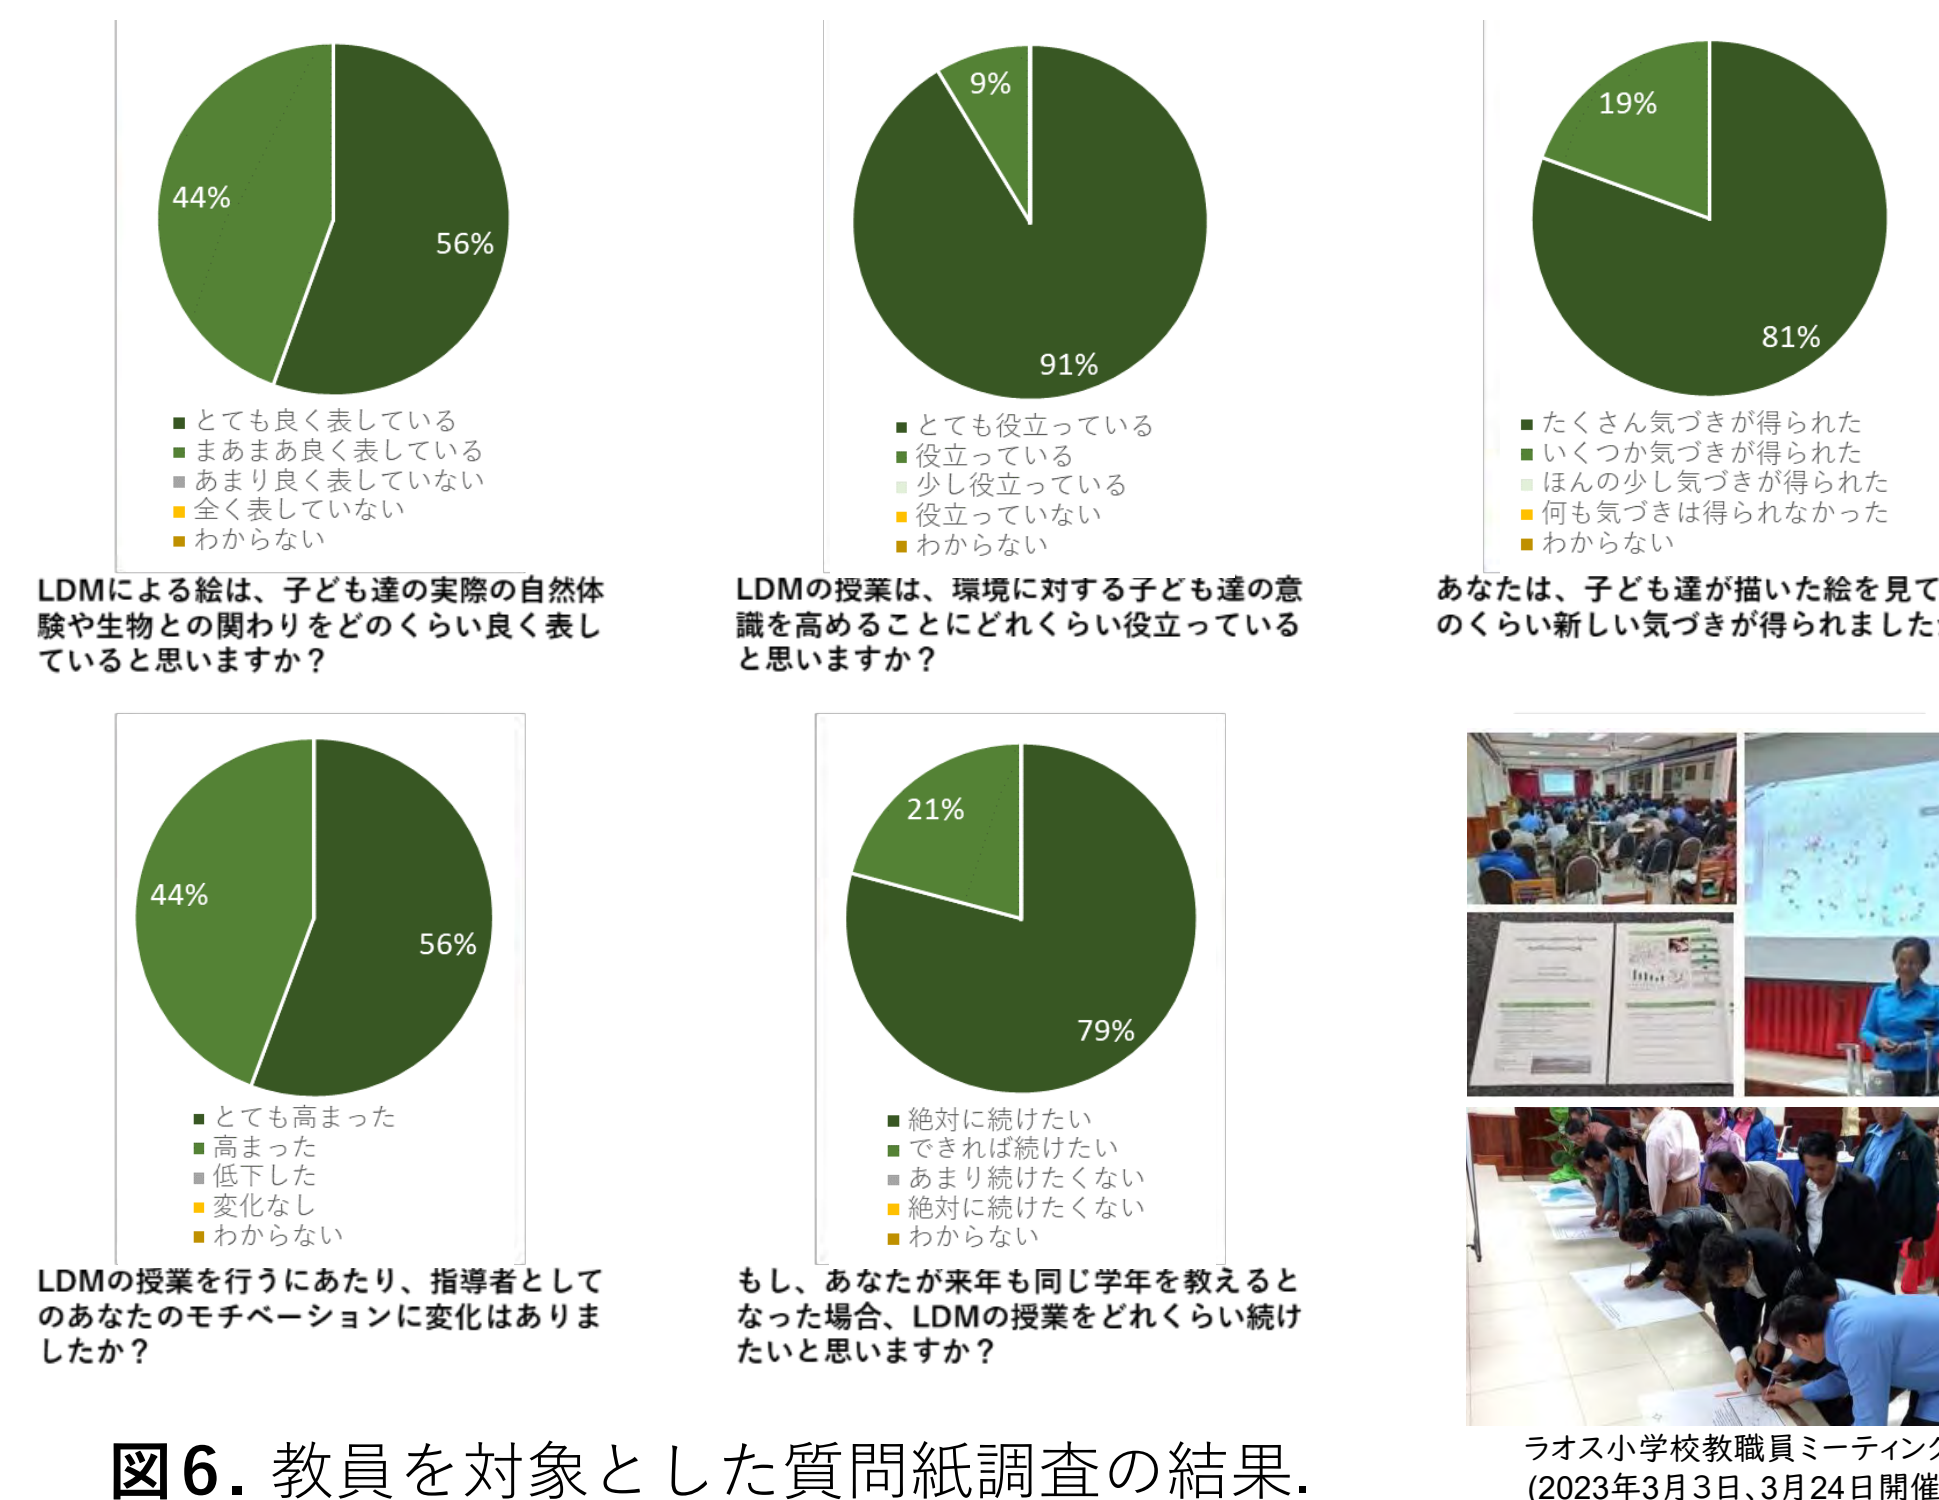 44%
56%
とても良く表している
まあまあ良く表している
あまり良く表していない
全く表していない
わからない
LDMによる絵は、子ども達の実際の自然体
験や生物との関わりをどのくらい良く表し
ていると思いますか？
9%
91%
とても役立っている
役立っている
少し役立っている
役立っていない
わからない
LDMの授業は、環境に対する子ども達の意
識を高めることにどれくらい役立っている
と思いますか？
19%
81%
たくさん気づきが得られた
いくつか気づきが得られた
ほんの少し気づきが得られた
何も気づきは得られなかった
わからない
あなたは、子ども達が描いた絵を見て
のくらい新しい気づきが得られました
44%
56%
とても高まった
高まった
低下した
変化なし
わからない
LDMの授業を行うにあたり、指導者として
のあなたのモチベーションに変化はありま
したか？
21%
79%
絶対に続けたい
できれば続けたい
あまり続けたくない
絶対に続けたくない
わからない
もし、あなたが来年も同じ学年を教えると
なった場合、LDMの授業をどれくらい続け
たいと思いますか？
ラオス小学校教職員ミーティング
(2023年3月３日、3月24日開催
図6. 教員を対象とした質問紙調査の結果.